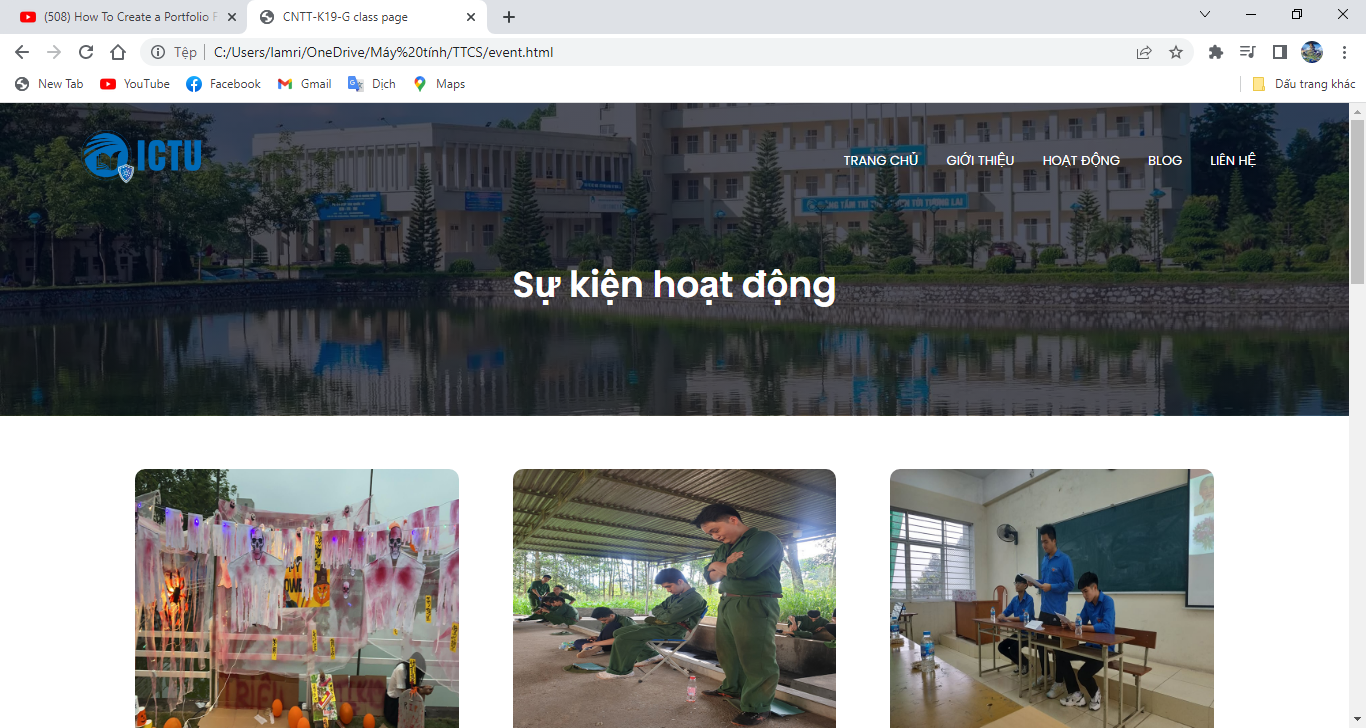 (508) How To Create a Portfolio F
CNTT-K19-G class page
Tệp
C:/Users/Iamri/OneDrive/Máy%20tính/TTCS/event.html
New Tab
YouTube
Facebook
Gmail
Dịch
Maps
Dấu trang khác
ICTU
TRANG CHỦ
GIỚI THIỆU
HOẠT ĐỘNG
BLOG
LIÊN HỆ
Sự kiện hoạt động